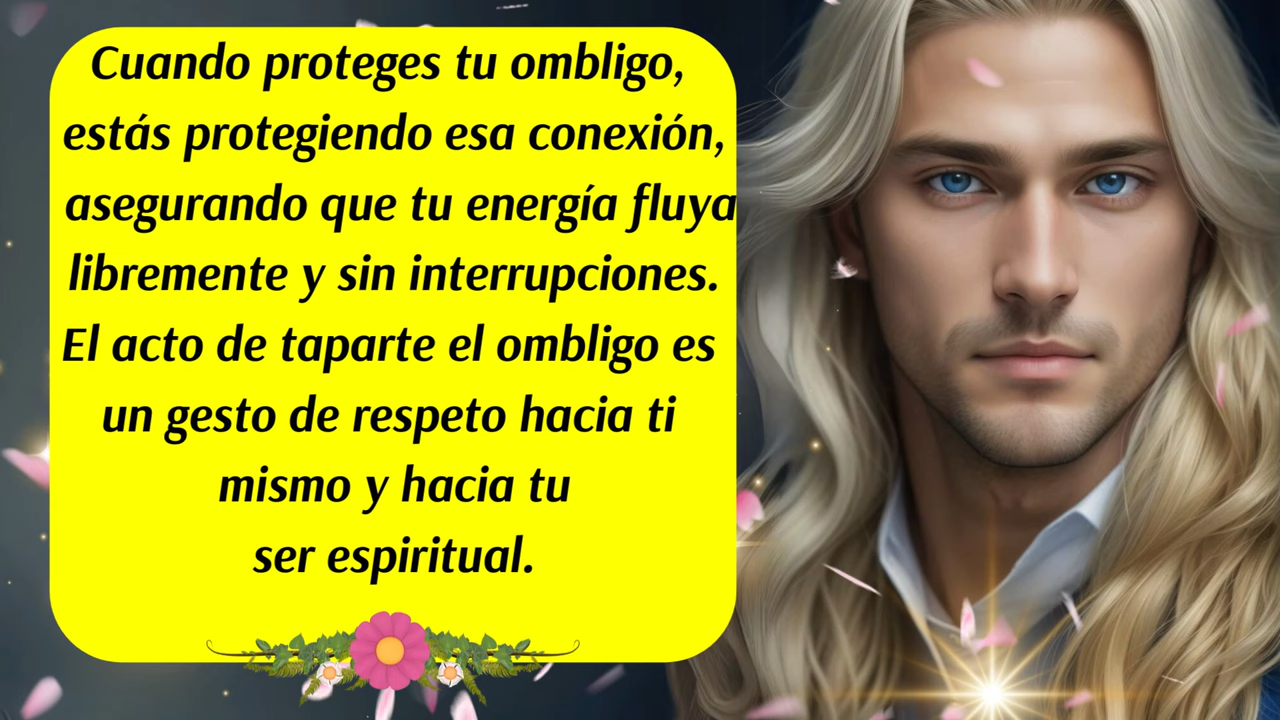 Cuando proteges tu ombligo,
estás protegiendo esa conexión,
asegurando que tu energía fluya
libremente y sin interrupciones.
El acto de taparte el ombligo es
un gesto de respeto hacia ti
mismo y hacia tu
ser espiritual.